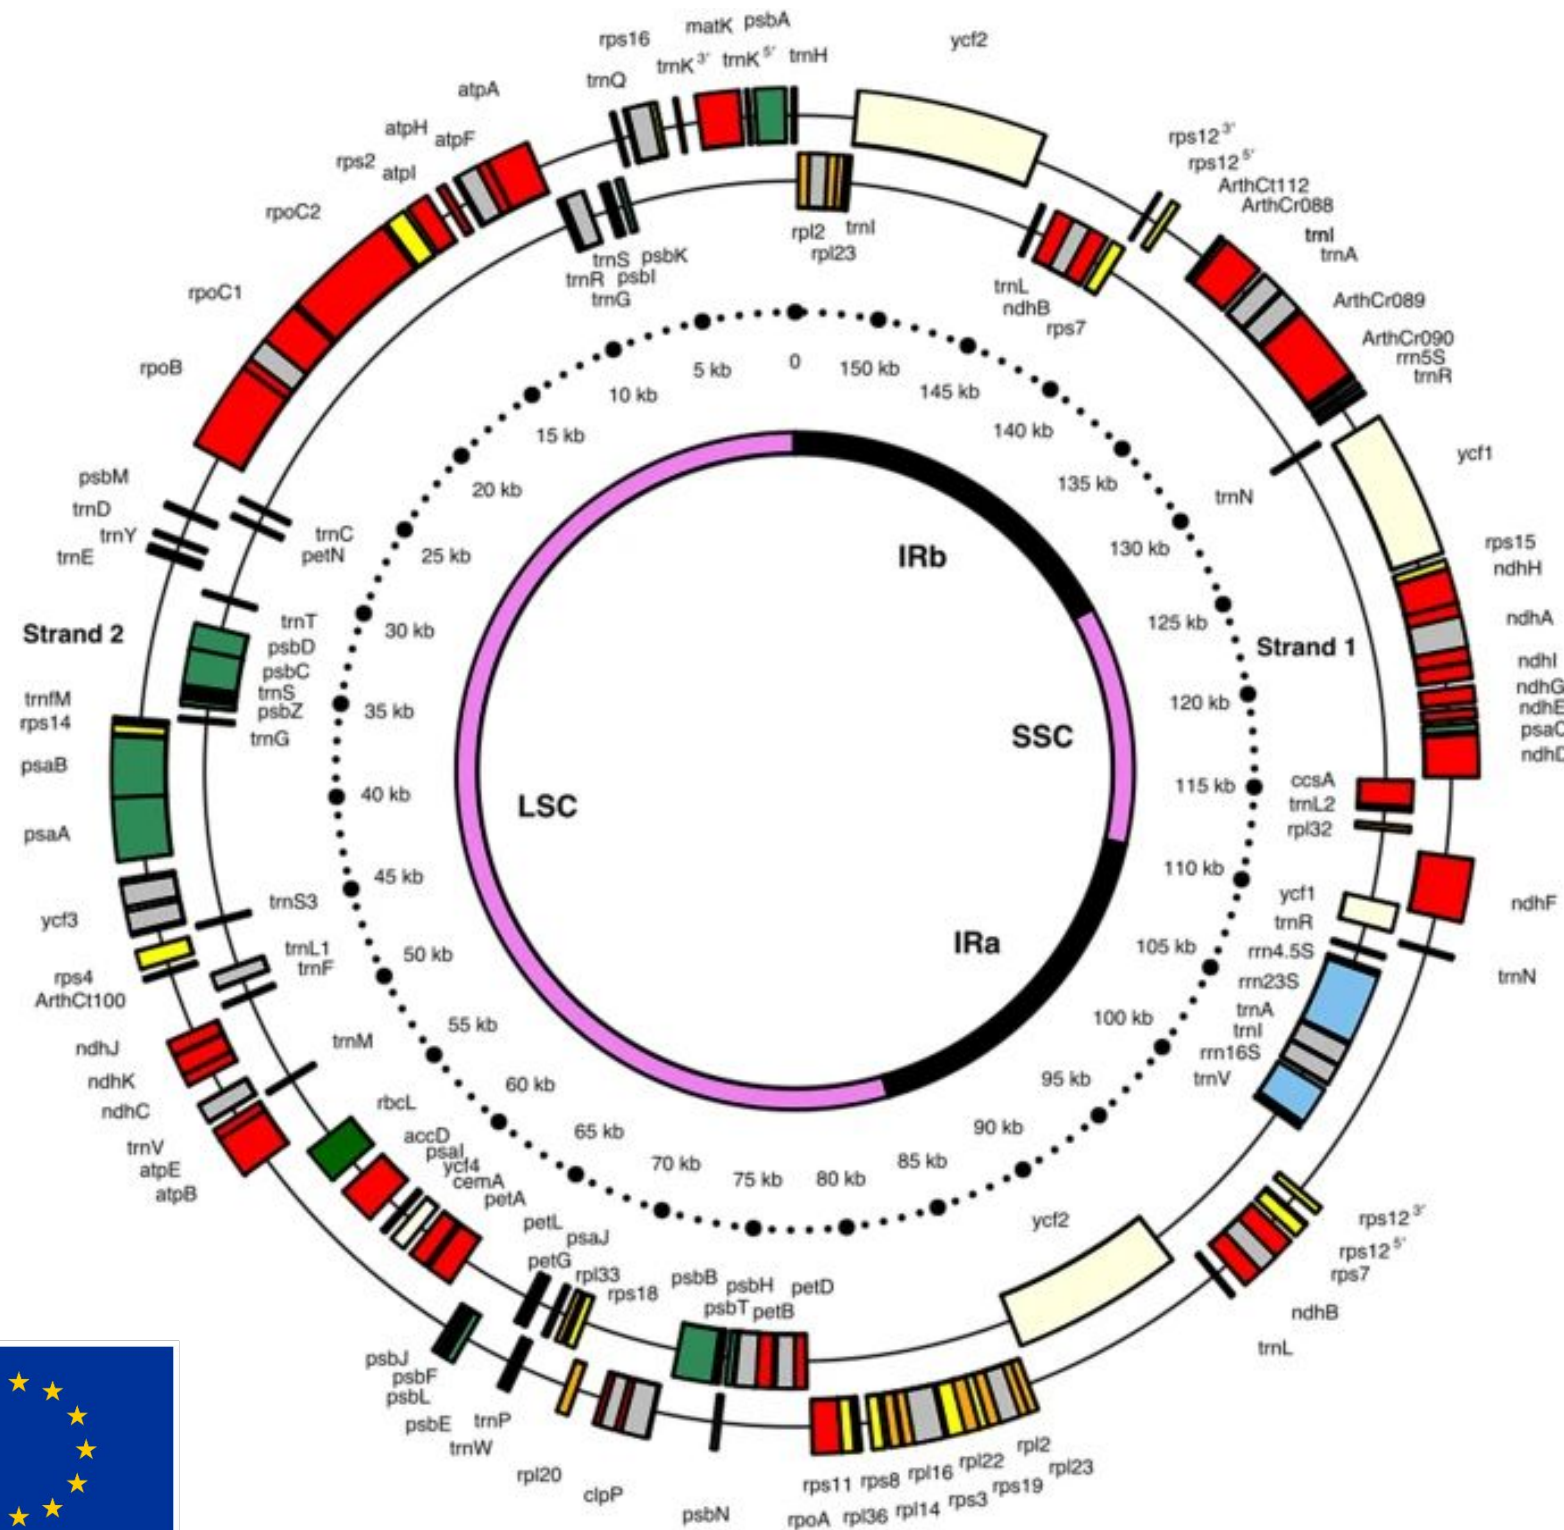 matK psbA
rps16
ycf2
trnK 3' trnK 5' trnH
trnQ
atpA
atpH
atpF
rps2
atpI
rpoC2
rpoC1
rpoB
rps12 3'
rps12 5'
ArthCt112
ArthCr088
trnI
trnA
ArthCr089
ArthCr090
rrn5S
trnR
rpl2 trnI
rpl23
trnS psbK
trnR psbI
trnG
trnL
ndhB
rps7
0
5 kb
10 kb
15 kb
20 kb
25 kb
30 kb
35 kb
40 kb
45 kb
50 kb
55 kb
60 kb
65 kb
70 kb
75 kb
80 kb
85 kb
90 kb
95 kb
100 kb
105 kb
110 kb
115 kb
120 kb
125 kb
130 kb
135 kb
140 kb
145 kb
150 kb
IRb
SSC
LSC
IRa
Strand 2
Strand 1
psbM
trnD
trnY
trnE
trnC
petN
trnT
psbD
psbC
trnS
psbZ
trnG
trnfM
rps14
psaB
psaA
ycf3
rps4
ArthCt100
trnS3
trnL1
trnF
trnM
ndhJ
ndhK
ndhC
trnV
atpE
atpB
rbcL
accD
psaI
ycf4
cemA
petA
petL
psaJ
petG
rpl33
rps18
psbB
psbH
petD
psbT petB
psbJ
psbF
psbL
psbE
trnP
trnW
rpl20
clpP
psbN
rps11 rps8 rpl16 rpl22 rpl2
rpoA rpl36 rpl14 rps3 rps19 rpl23
trnN
ycf1
rps15
ndhH
ndhA
ndhI
ndhG
ndhE
psaC
ndhD
ccsA
trnL2
rpl32
ndhF
ycf1
trnR
trnN
rrn4.5S
rrn23S
trnA
trnI
rrn16S
trnV
ycf2
rps12 3'
rps12 5'
rps7
ndhB
trnL